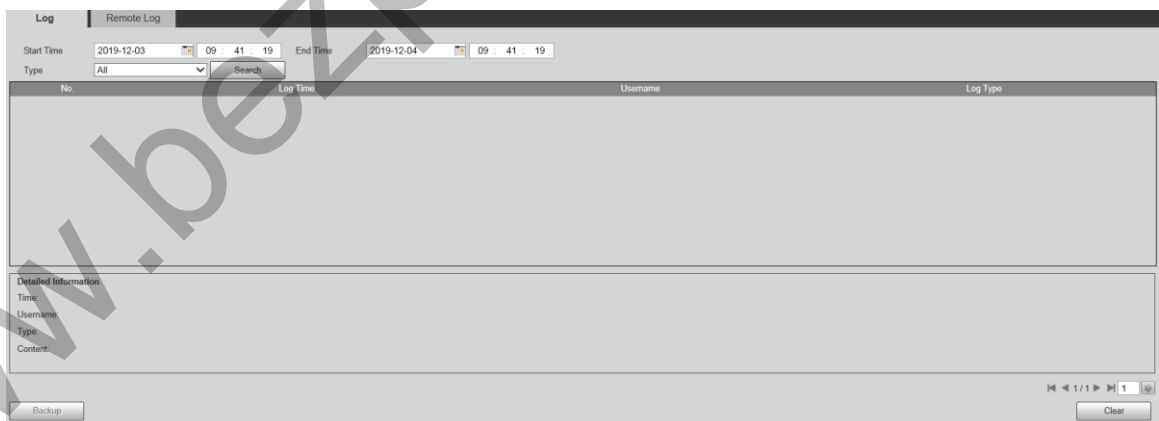 Log Remote Log
Start Time 2019-12-03 09 : 41 : 19 End Time 2019-12-04 09 : 41 : 19
Type All Search
No. Log Time Username Log Type
Detailed Information
Time:
Username:
Type:
Content:
1/1 1
Backup Clear
www.bez